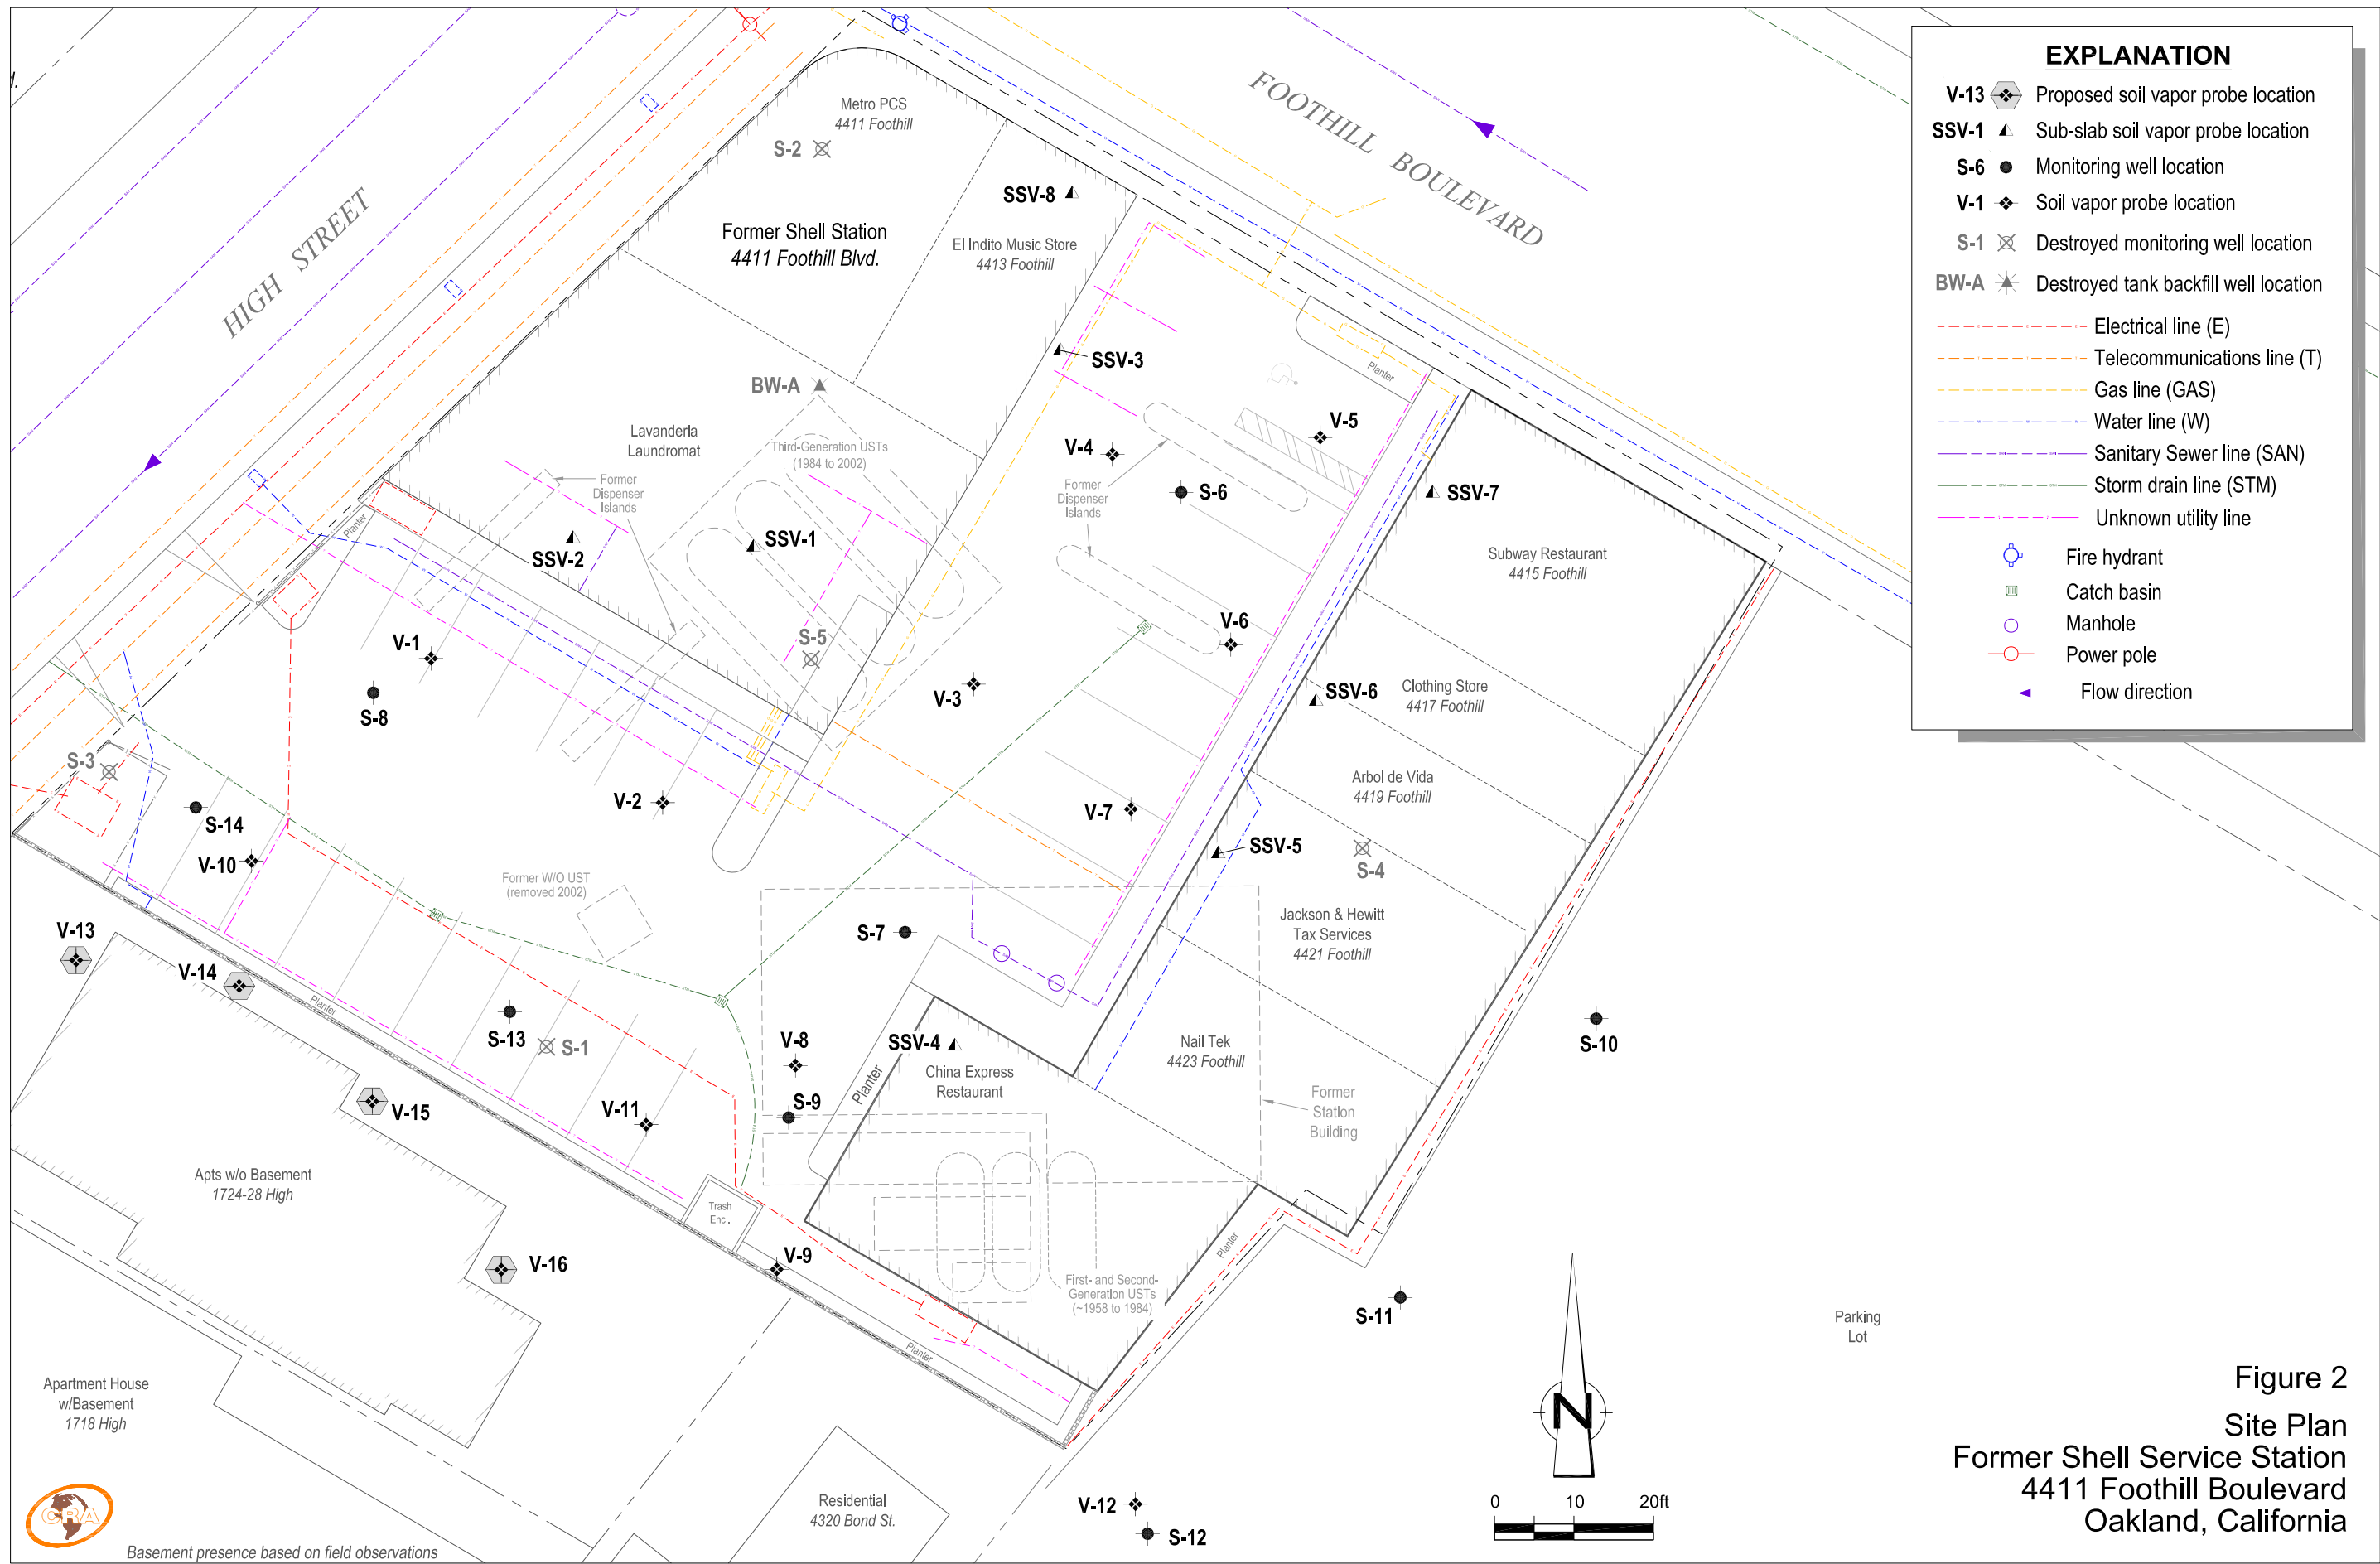 EXPLANATION
V-13 Proposed soil vapor probe location
SSV-1 Sub-slab soil vapor probe location
S-6 Monitoring well location
V-1 Soil vapor probe location
S-1 Destroyed monitoring well location
BW-A Destroyed tank backfill well location
Electrical line (E)
Telecommunications line (T)
Gas line (GAS)
Water line (W)
Sanitary Sewer line (SAN)
Storm drain line (STM)
Unknown utility line
Fire hydrant
Catch basin
Manhole
Power pole
Flow direction
FOOTHILL BOULEVARD
HIGH STREET
Metro PCS
4411 Foothill
S-2
SSV-8
Former Shell Station
4411 Foothill Blvd.
El Indito Music Store
4413 Foothill
SSV-3
Planter
BW-A
V-5
Lavanderia
Laundromat
Third-Generation USTs
(1984 to 2002)
V-4
Former
Dispenser
Islands
Former
Dispenser
Islands
S-6
SSV-7
Planter
SSV-2
SSV-1
Subway Restaurant
4415 Foothill
V-1
S-5
V-6
S-8
V-3
SSV-6
Clothing Store
4417 Foothill
S-3
Arbol de Vida
4419 Foothill
V-2
V-7
S-14
SSV-5
V-10
S-4
Former W/O UST
(removed 2002)
Jackson & Hewitt
Tax Services
4421 Foothill
V-13
S-7
V-14
Planter
S-13
S-1
V-8
SSV-4
Nail Tek
4423 Foothill
S-10
China Express
Restaurant
Planter
V-15
V-11
S-9
Former
Station
Building
Apts w/o Basement
1724-28 High
Trash
Encl.
V-16
V-9
Planter
First- and Second-
Generation USTs
(~1958 to 1984)
S-11
Parking
Lot
Planter
Apartment House
w/Basement
1718 High
N
Residential
4320 Bond St.
V-12
S-12
0 10 20ft
CRA
Basement presence based on field observations
Figure 2
Site Plan
Former Shell Service Station
4411 Foothill Boulevard
Oakland, California